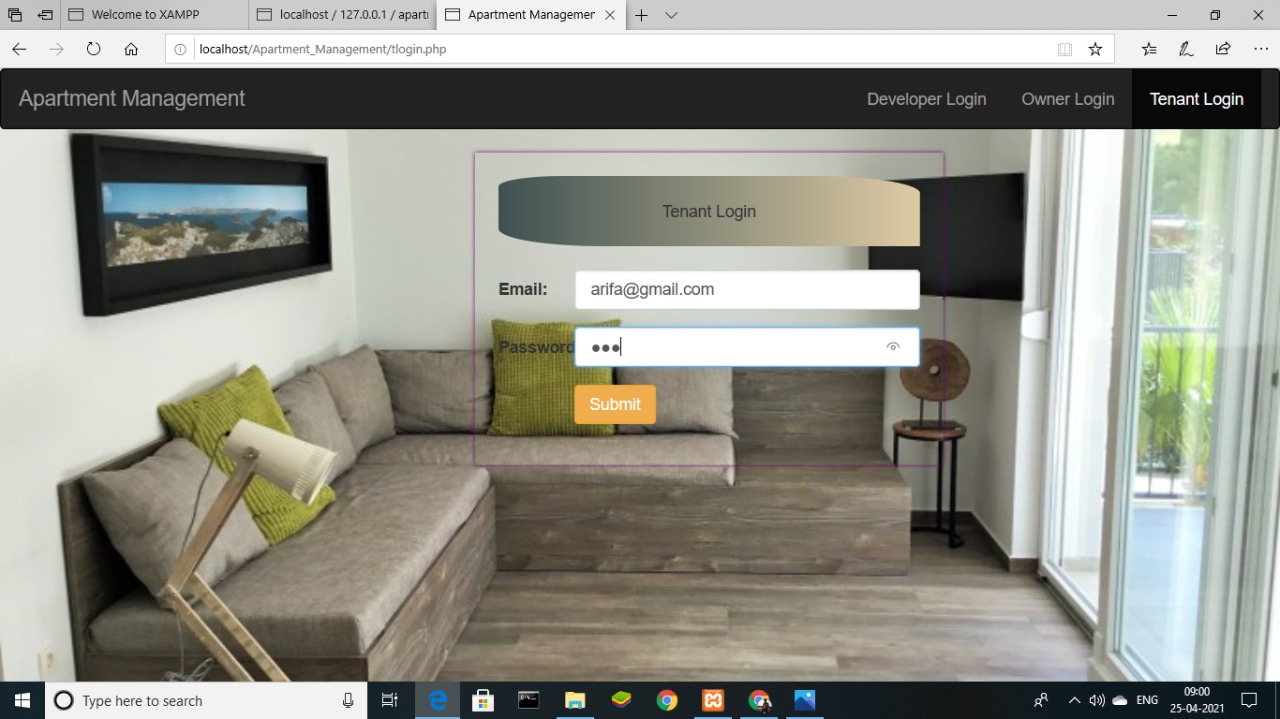 Welcome to XAMPP
localhost / 127.0.0.1 / apart
Apartment Managemer
localhost/Apartment_Management/tlogin.php
Apartment Management
Developer Login
Owner Login
Tenant Login
Tenant Login
Email:
arifa@gmail.com
Password
Submit
Type here to search
ENG
09:00
25-04-2021